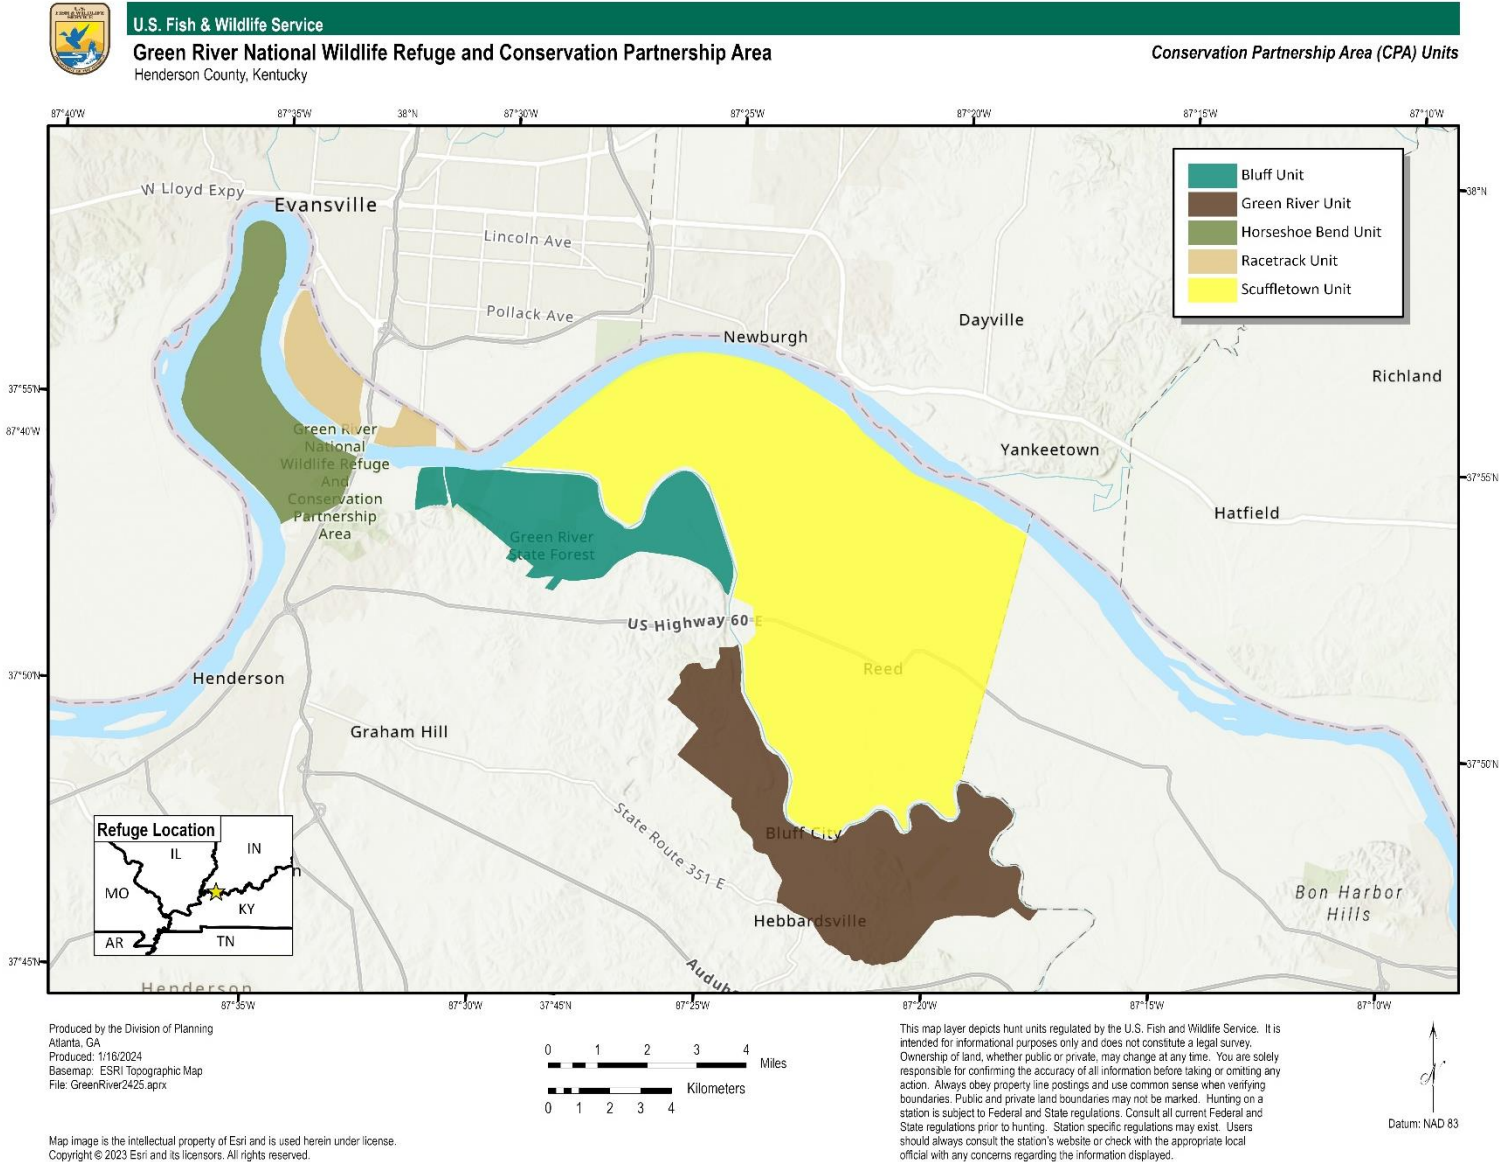 U.S.
FISH & WILDLIFE
SERVICE
U.S. Fish & Wildlife Service
Green River National Wildlife Refuge and Conservation Partnership Area
Conservation Partnership Area (CPA) Units
Henderson County, Kentucky
87°40'W
87°35'W
38°N
87°30'W
87°25'W
87°20'W
87°15'W
87°10'W
Bluff Unit
Green River Unit
Horseshoe Bend Unit
Racetrack Unit
Scuffletown Unit
38°N
W Lloyd Expy
Evansville
Lincoln Ave
Pollack Ave
Newburgh
Dayville
Richland
37°55'N
87°40'W
Green River
National
Wildlife Refuge
And
Conservation
Partnership
Area
Yankeetown
37°55'N
Hatfield
Green River
State Forest
US Highway 60 E
Reed
37°50'N
Henderson
Graham Hill
37°50'N
State Route 351 E
Bluff City
Refuge Location
IL
IN
MO
KY
AR
TN
n
Hebbardsville
Bon Harbor
Hills
37°45'N
Audub
Henderson
87°35'W
87°30'W
37°45'N
87°25'W
87°20'W
87°15'W
87°10'W
Produced by the Division of Planning
Atlanta, GA
Produced: 1/16/2024
Basemap: ESRI Topographic Map
File: GreenRiver2425.aprx
Map image is the intellectual property of Esri and is used herein under license.
Copyright © 2023 Esri and its licensors. All rights reserved.
0 1 2 3 4
Miles
Kilometers
0 1 2 3 4
This map layer depicts hunt units regulated by the U.S. Fish and Wildlife Service. It is
intended for informational purposes only and does not constitute a legal survey.
Ownership of land, whether public or private, may change at any time. You are solely
responsible for confirming the accuracy of all information before taking or omitting any
action. Always obey property line postings and use common sense when verifying
boundaries. Public and private land boundaries may not be marked. Hunting on a
station is subject to Federal and State regulations. Consult all current Federal and
State regulations prior to hunting. Station specific regulations may exist. Users
should always consult the station's website or check with the appropriate local
official with any concerns regarding the information displayed.
N
Datum: NAD 83